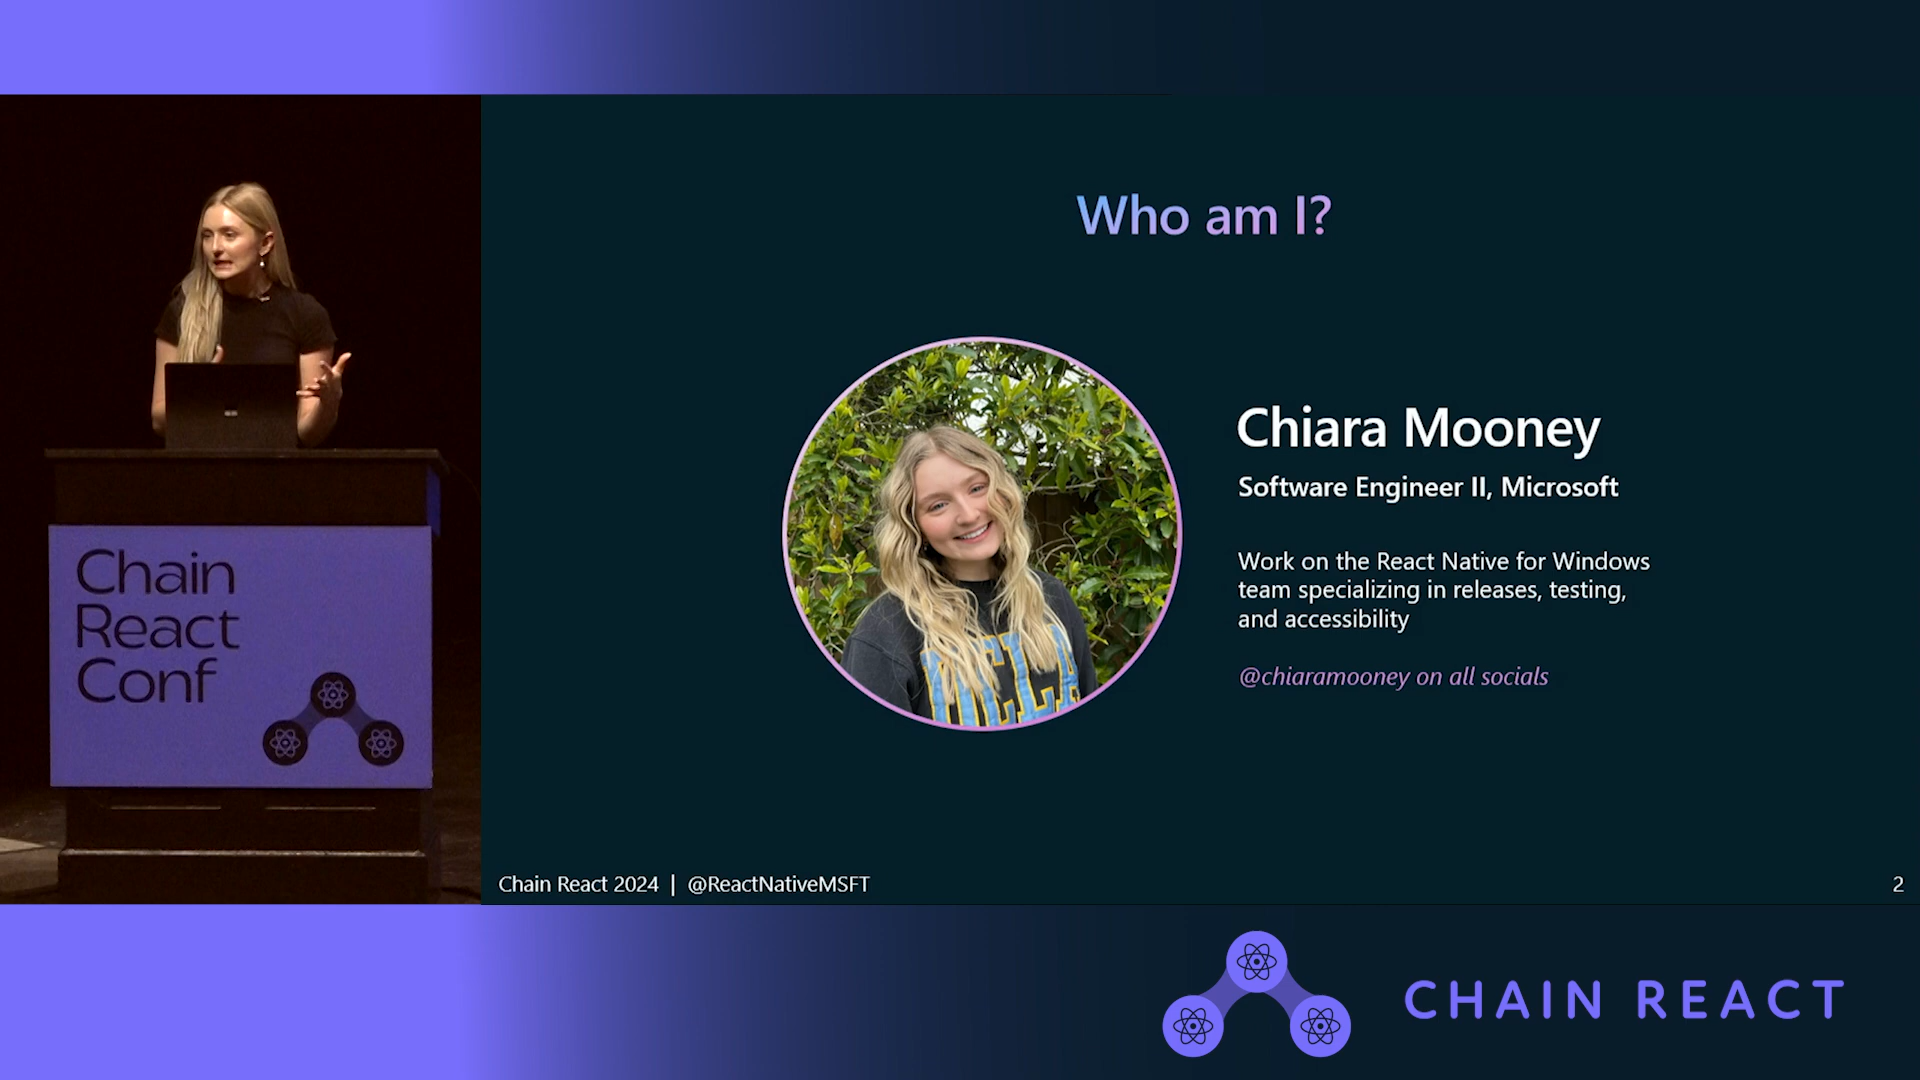 Who am I?
Chiara Mooney
Software Engineer II, Microsoft
Work on the React Native for Windows
team specializing in releases, testing,
and accessibility
@chiaramooney on all socials
UCLA
Chain
React
Conf
Chain React 2024 | @ReactNativeMSFT
2
CHAIN REACT